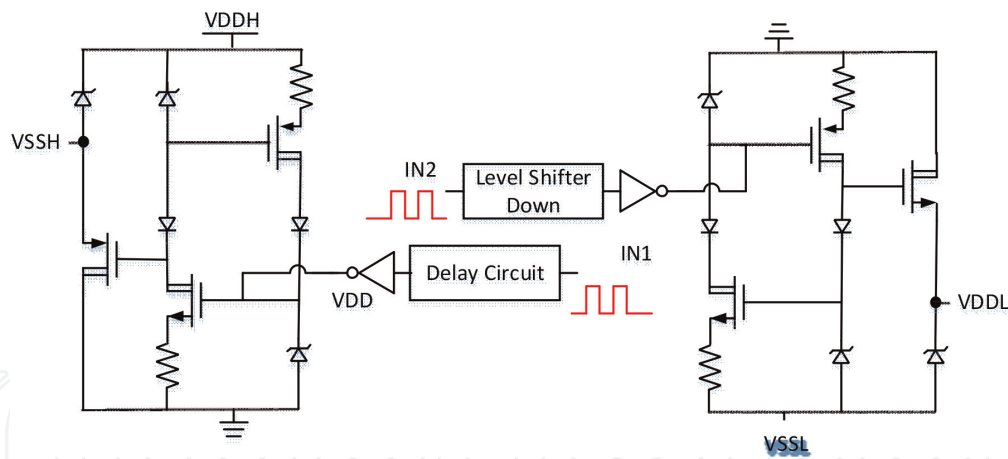 VDDH
VSSH
IN2
Level Shifter
Down
IN1
Delay Circuit
VDD
VDDL
VSSL